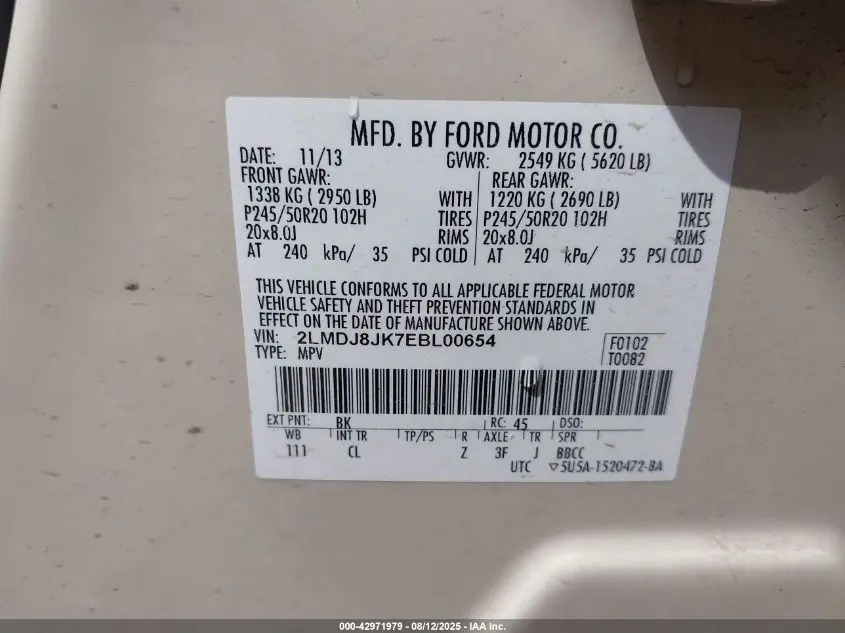 MFD. BY FORD MOTOR CO.
DATE: 11/13 GVWR: 2549 KG ( 5620 LB)
FRONT GAWR: REAR GAWR:
1338 KG ( 2950 LB) WITH 1220 KG ( 2690 LB) WITH
P245/50R20 102H TIRES P245/50R20 102H TIRES
20x8.0J RIMS 20x8.0J RIMS
AT 240 kPa/ 35 PSI COLD AT 240 kPa/ 35 PSI COLD
THIS VEHICLE CONFORMS TO ALL APPLICABLE FEDERAL MOTOR
VEHICLE SAFETY AND THEFT PREVENTION STANDARDS IN
EFFECT ON THE DATE OF MANUFACTURE SHOWN ABOVE.
VIN: 2LMDJ8JK7EBL00654 F0102
TYPE: MPV T0082
EXT PNT: BK RC: 45 DSO:
WB INT TR TP/PS R AXLE TR SPR
111 CL Z 3F J BBCC
UTC ▽5U5A-1520472-BA
000-42971979 - 08/12/2025 - IAA Inc.